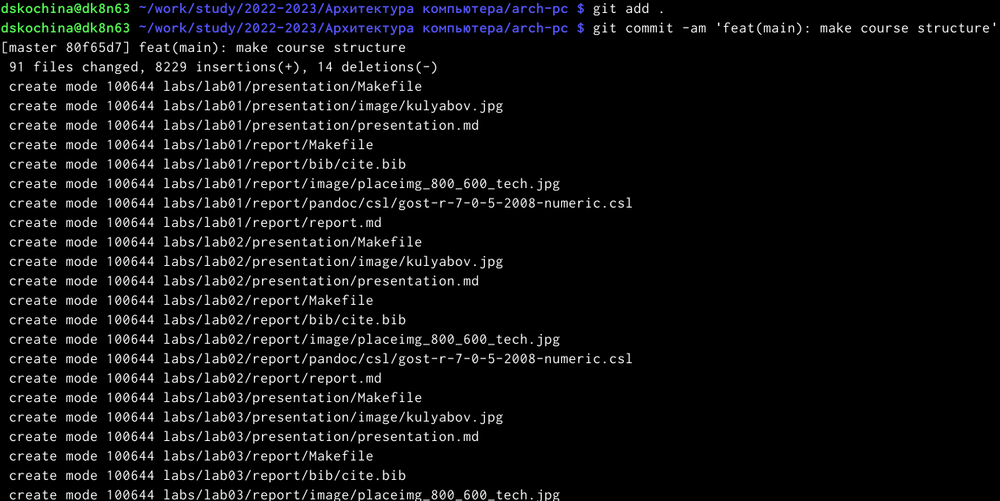 dskochina@dk8n63 ~/work/study/2022-2023/Архитектура компьютера/arch-pc $ git add .
dskochina@dk8n63 ~/work/study/2022-2023/Архитектура компьютера/arch-pc $ git commit -am 'feat(main): make course structure'
[master 80f65d7] feat(main): make course structure
 91 files changed, 8229 insertions(+), 14 deletions(-)
 create mode 100644 labs/lab01/presentation/Makefile
 create mode 100644 labs/lab01/presentation/image/kulyabov.jpg
 create mode 100644 labs/lab01/presentation/presentation.md
 create mode 100644 labs/lab01/report/Makefile
 create mode 100644 labs/lab01/report/bib/cite.bib
 create mode 100644 labs/lab01/report/image/placeimg_800_600_tech.jpg
 create mode 100644 labs/lab01/report/pandoc/csl/gost-r-7-0-5-2008-numeric.csl
 create mode 100644 labs/lab01/report/report.md
 create mode 100644 labs/lab02/presentation/Makefile
 create mode 100644 labs/lab02/presentation/image/kulyabov.jpg
 create mode 100644 labs/lab02/presentation/presentation.md
 create mode 100644 labs/lab02/report/Makefile
 create mode 100644 labs/lab02/report/bib/cite.bib
 create mode 100644 labs/lab02/report/image/placeimg_800_600_tech.jpg
 create mode 100644 labs/lab02/report/pandoc/csl/gost-r-7-0-5-2008-numeric.csl
 create mode 100644 labs/lab02/report/report.md
 create mode 100644 labs/lab03/presentation/Makefile
 create mode 100644 labs/lab03/presentation/image/kulyabov.jpg
 create mode 100644 labs/lab03/presentation/presentation.md
 create mode 100644 labs/lab03/report/Makefile
 create mode 100644 labs/lab03/report/bib/cite.bib
 create mode 100644 labs/lab03/report/image/placeimg_800_600_tech.jpg